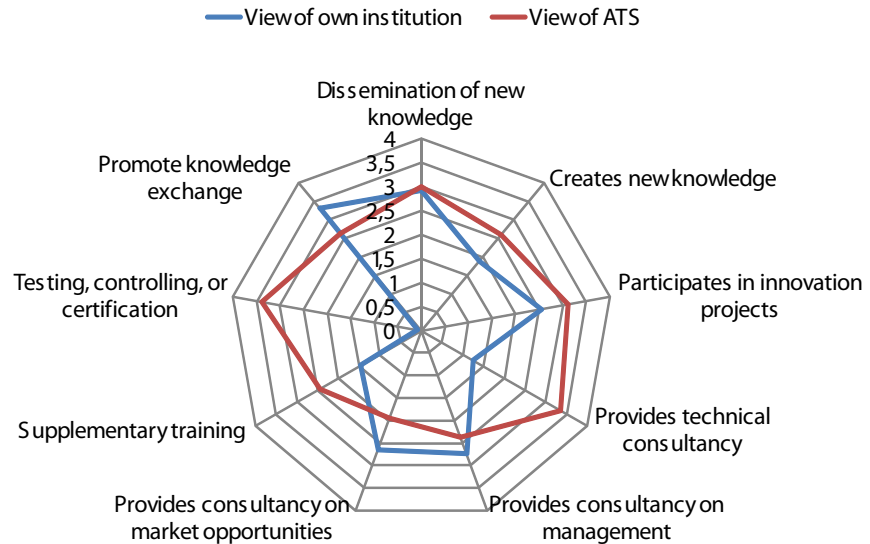 View of own institution View of ATS
Dissemination of new
knowledge
4
3,5
3
2,5
2
1,5
1
0,5
0
Creates new knowledge
Participates in innovation
projects
Provides technical
consultancy
Provides consultancy on
management
Provides consultancy on
market opportunities
Supplementary training
Testing, controlling, or
certification
Promote knowledge
exchange